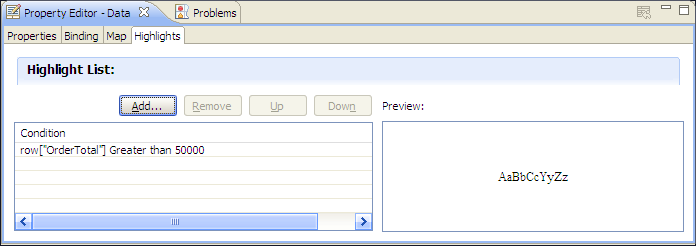 Property Editor - Data Problems
Properties Binding Map Highlights
Highlight List:
Add... Remove Up Down Preview:
Condition
row["OrderTotal"] Greater than 50000
AaBbCcYyZz